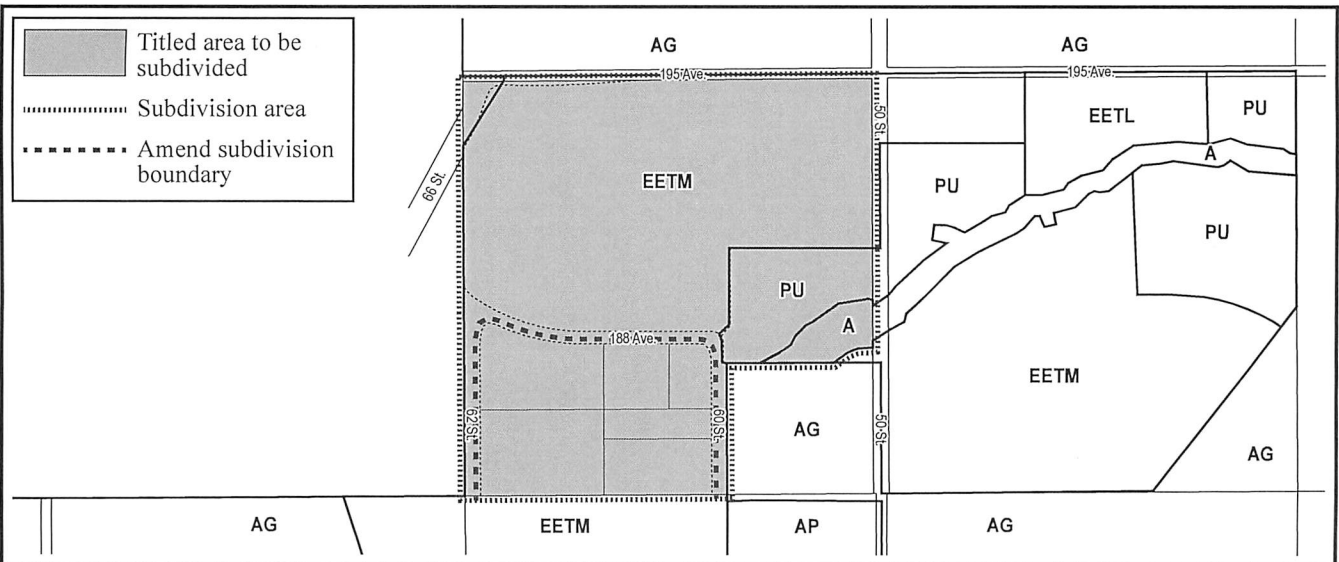 Titled area to be
subdivided
Subdivision area
Amend subdivision
boundary
AG
AG
195 Ave.
195 Ave.
50 St.
EETL
PU
A
66 St.
EETM
PU
PU
PU
A
188 Ave.
EETM
62 St.
60 St.
AG
50 St.
AG
AG
EETM
AP
AG